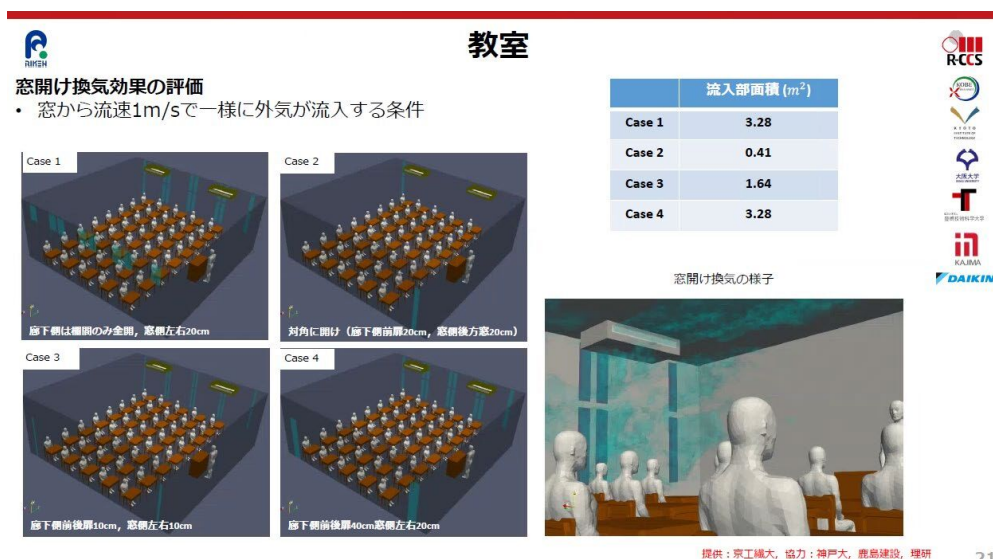 教室
RIKEN
窓開け換気効果の評価
• 窓から流速1m/sで一様に外気が流入する条件
流入部面積 (m²)
Case 1 3.28
Case 2 0.41
Case 3 1.64
Case 4 3.28
Case 1
廊下側は欄間のみ全開，窓側左右20cm
Case 2
対角に開け（廊下側前扉20cm，窓側後方窓20cm）
Case 3
廊下側前後扉10cm，窓側左右10cm
Case 4
廊下側前後扉40cm窓側左右20cm
窓開け換気の様子
R-CCS
KOBE
KYOTO
大阪大学
KAJIMA
DAIKIN
提供：京工繊大，協力：神戸大，鹿島建設，理研
21